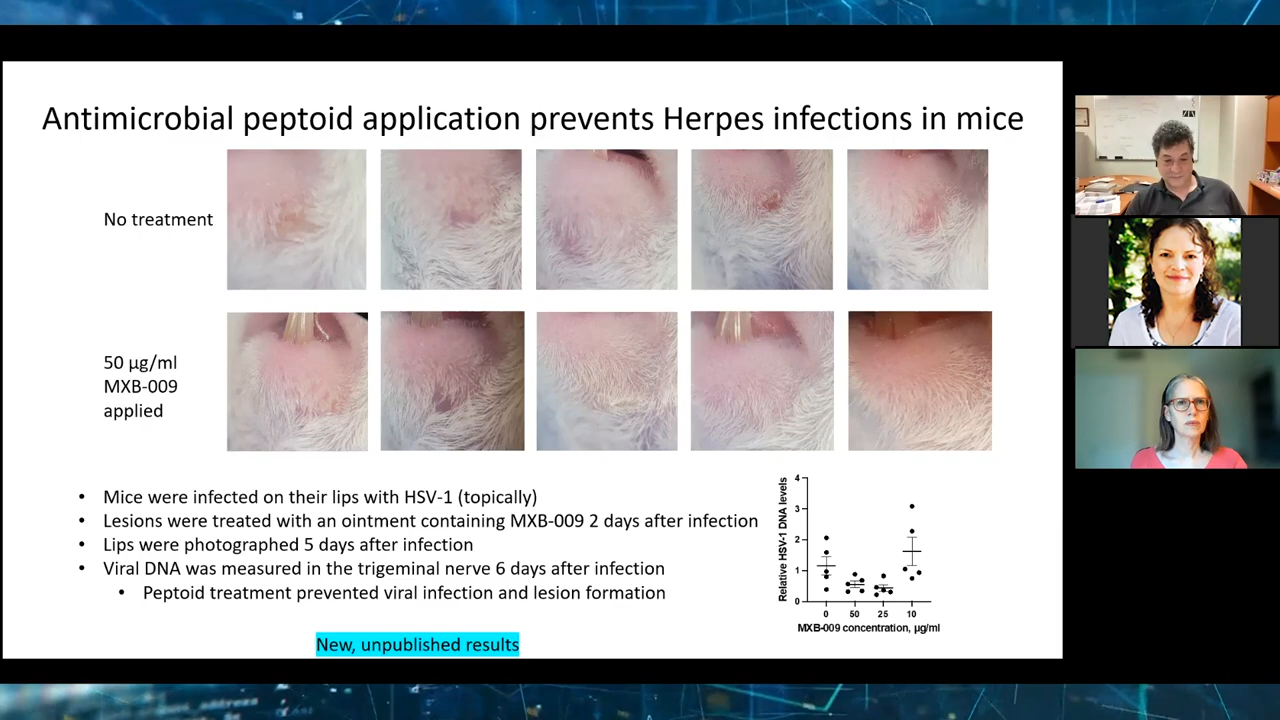 Antimicrobial peptoid application prevents Herpes infections in mice
No treatment
50 µg/ml
MXB-009
applied
• Mice were infected on their lips with HSV-1 (topically)
• Lesions were treated with an ointment containing MXB-009 2 days after infection
• Lips were photographed 5 days after infection
• Viral DNA was measured in the trigeminal nerve 6 days after infection
• Peptoid treatment prevented viral infection and lesion formation
New, unpublished results
Relative HSV-1 DNA levels
4
3
2
1
0
0 50 25 10
MXB-009 concentration, µg/ml